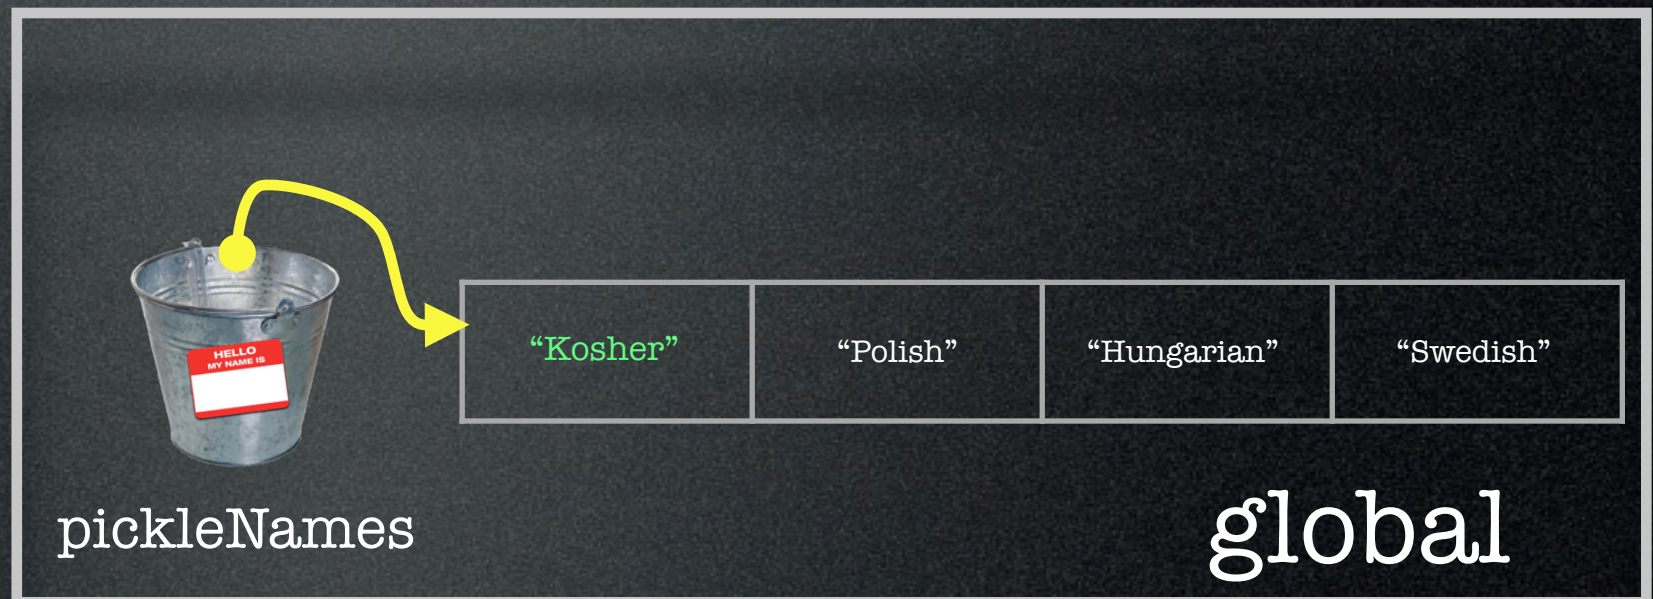 HELLO
MY NAME IS
“Kosher” “Polish” “Hungarian” “Swedish”
pickleNames
global